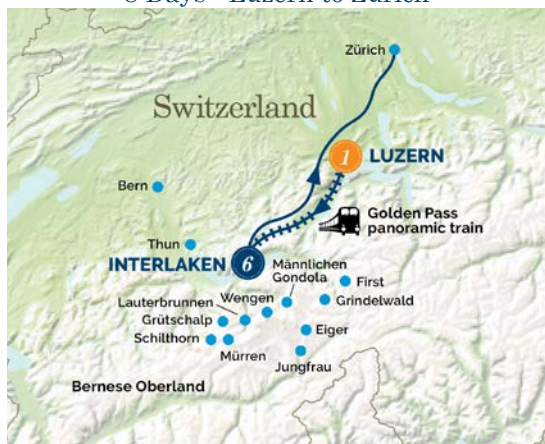 8 Days - Luzern to Zürich
Zürich
Switzerland
1 LUZERN
Bern
Golden Pass
panoramic train
Thun
INTERLAKEN 6
Männlichen
Gondola
First
Wengen
Lauterbrunnen
Grindelwald
Grütschalp
Eiger
Schilthorn
Mürren
Jungfrau
Bernese Oberland